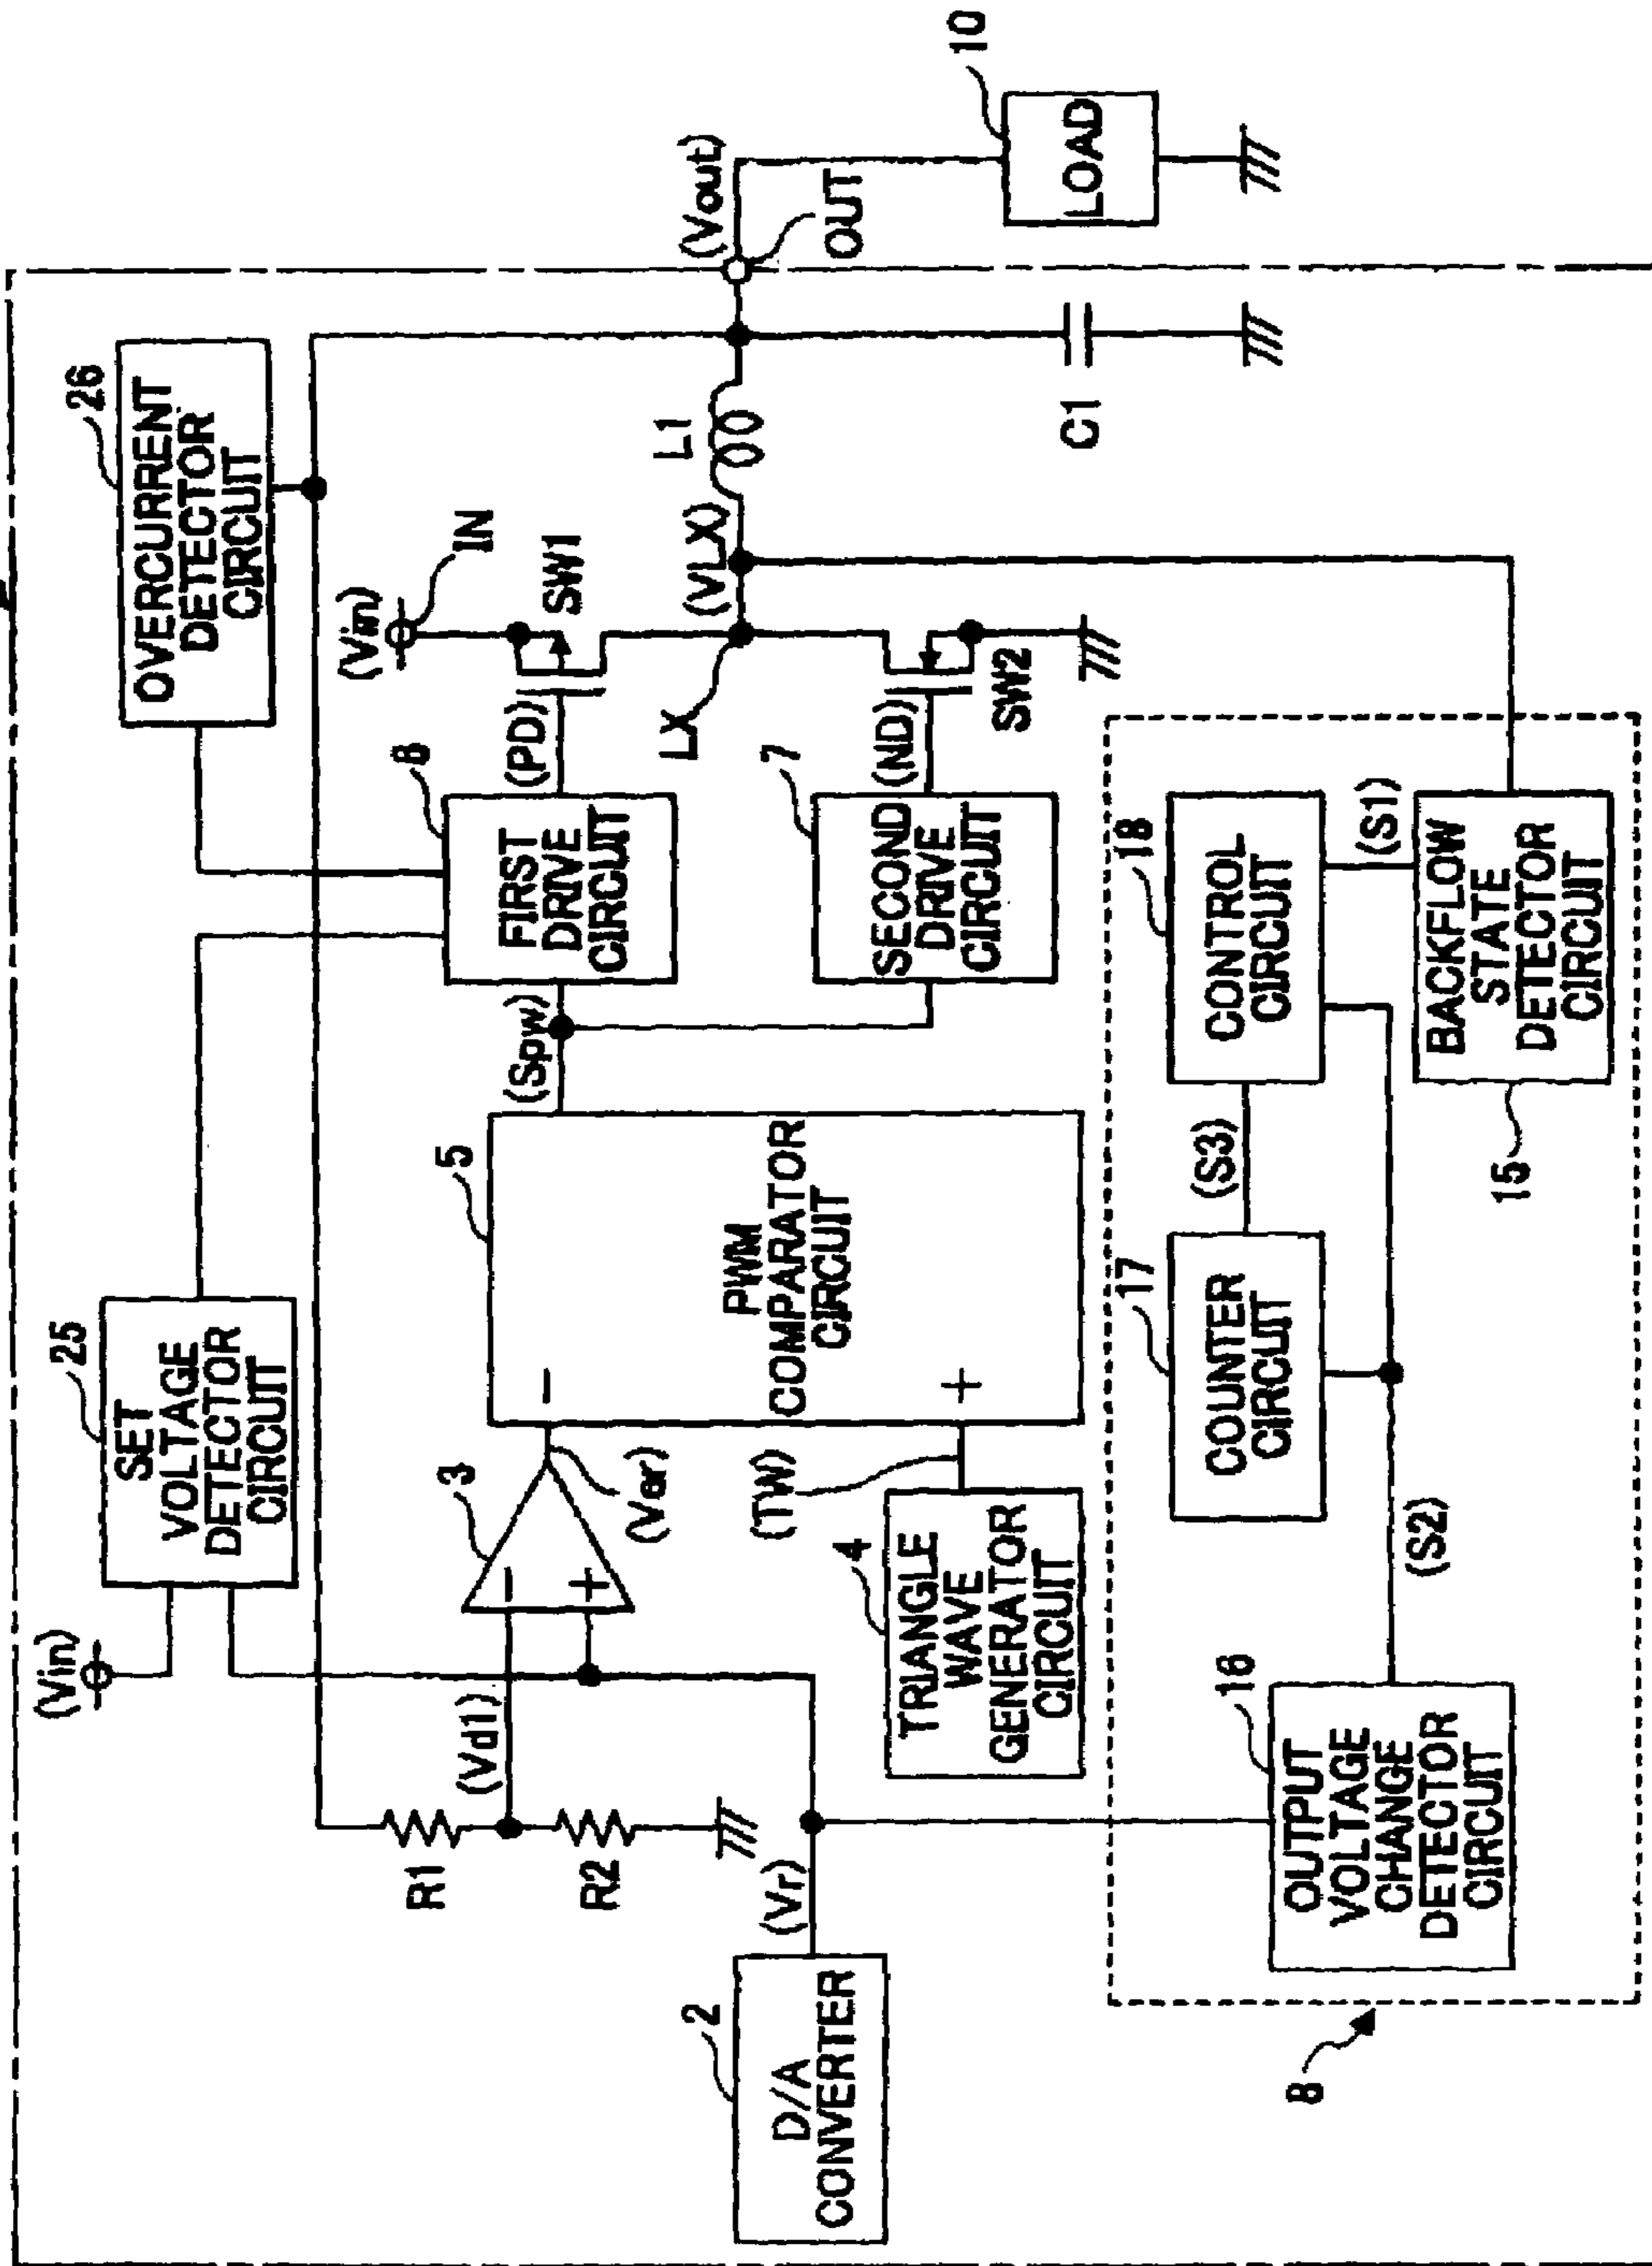 (Vin)
25
SET
VOLTAGE
DETECTOR
CIRCUIT
26
OVERCURRENT
DETECTOR
CIRCUIT
(Vin)
IN
R1
(Vd1)
R2
3
(Ver)
−
+
5
−
PWM
COMPARATOR
CIRCUIT
+
(Spw)
8
FIRST
DRIVE
CIRCUIT
(PD)
SW1
LX
(VLX)
L1
(Vout)
OUT
10
LOAD
C1
2
D/A
CONVERTER
(Vr)
4
TRIANGLE
WAVE
GENERATOR
CIRCUIT
(TW)
7
SECOND
DRIVE
CIRCUIT
(ND)
SW2
8
16
OUTPUT
VOLTAGE
CHANGE
DETECTOR
CIRCUIT
(S2)
17
COUNTER
CIRCUIT
(S3)
18
CONTROL
CIRCUIT
(S1)
15
BACKFLOW
STATE
DETECTOR
CIRCUIT